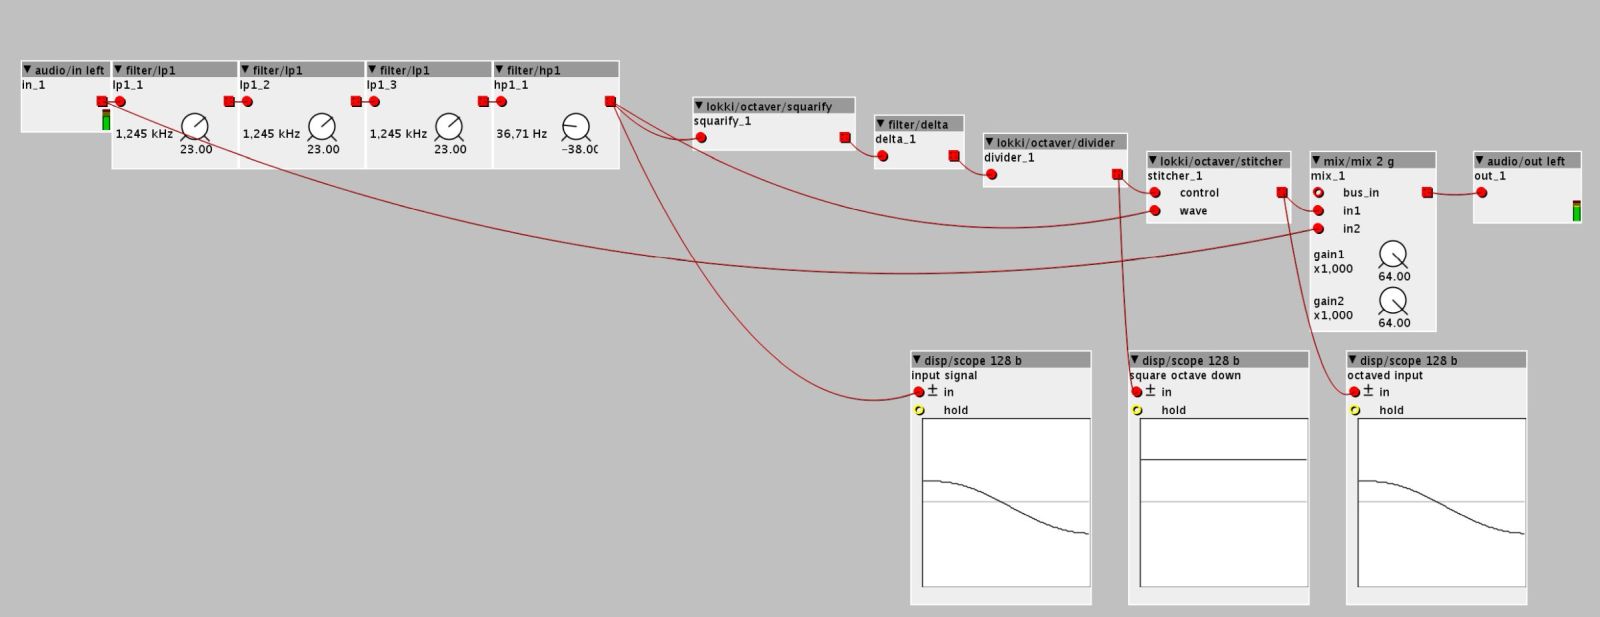 audio/in left
in_1
filter/lp1
lp1_1
1,245 kHz
23.00
filter/lp1
lp1_2
1,245 kHz
23.00
filter/lp1
lp1_3
1,245 kHz
23.00
filter/hp1
hp1_1
36,71 Hz
-38.00
lokki/octaver/squarify
squarify_1
filter/delta
delta_1
lokki/octaver/divider
divider_1
lokki/octaver/stitcher
stitcher_1
control
wave
mix/mix 2 g
mix_1
bus_in
in1
in2
gain1
x1,000
64.00
gain2
x1,000
64.00
audio/out left
out_1
disp/scope 128 b
input signal
± in
hold
disp/scope 128 b
square octave down
± in
hold
disp/scope 128 b
octaved input
± in
hold